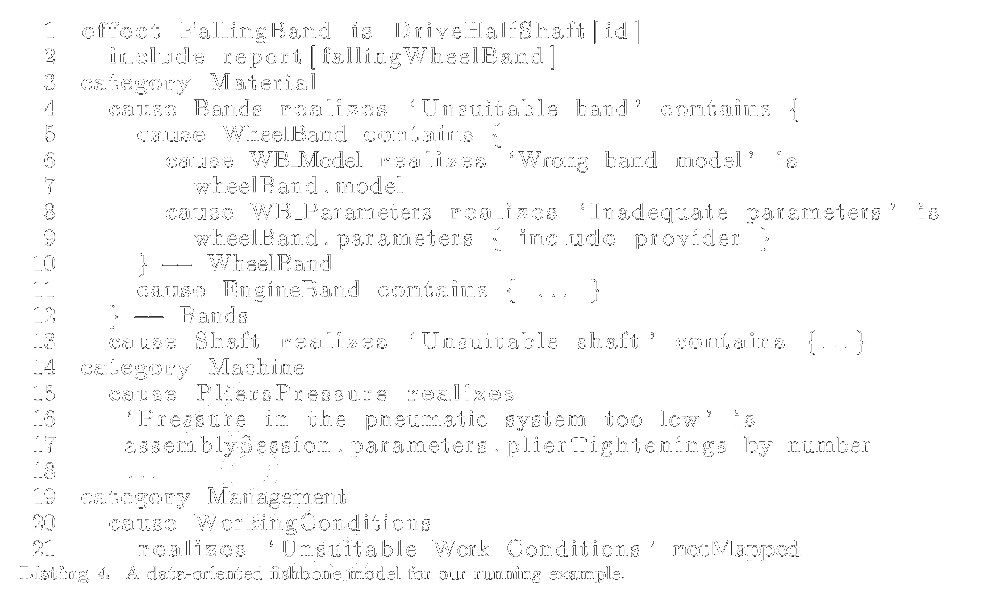 1 effect FallingBand is DriveHalfShaft[id]
2 include report[fallingWheelBand]
3 category Material
4 cause Bands realizes ‘Unsuitable band’ contains {
5 cause WheelBand contains {
6 cause WB_Model realizes ‘Wrong band model’ is
7 wheelBand.model
8 cause WB_Parameters realizes ‘Inadequate parameters’ is
9 wheelBand.parameters { include provider }
10 } -- WheelBand
11 cause EngineBand contains { ... }
12 } -- Bands
13 cause Shaft realizes ‘Unsuitable shaft’ contains {...}
14 category Machine
15 cause PliersPressure realizes
16 ‘Pressure in the pneumatic system too low’ is
17 assemblySession.parameters.plierTightenings by number
18 ...
19 category Management
20 cause WorkingConditions
21 realizes ‘Unsuitable Work Conditions’ notMapped
Listing 4 A data-oriented fishbone model for our running example.